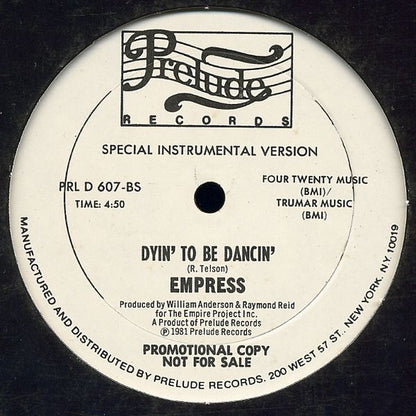 Prelude
RECORDS
SPECIAL INSTRUMENTAL VERSION
PRL D 607-BS
TIME: 4:50
FOUR TWENTY MUSIC
(BMI)/
TRUMAR MUSIC
(BMI)
DYIN' TO BE DANCIN'
(R. Telson)
EMPRESS
Produced by William Anderson & Raymond Reid
for The Empire Project Inc.
A Product of Prelude Records
Ⓟ 1981 Prelude Records
PROMOTIONAL COPY
NOT FOR SALE
MANUFACTURED AND DISTRIBUTED BY PRELUDE RECORDS, 200 WEST 57 ST., NEW YORK, NY 10019